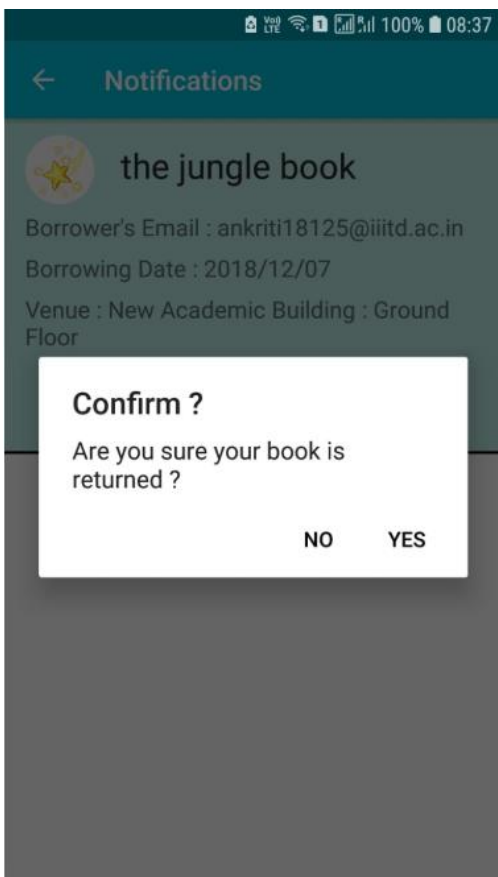 100% 08:37
Notifications
the jungle book
Borrower's Email : ankriti18125@iiitd.ac.in
Borrowing Date : 2018/12/07
Venue : New Academic Building : Ground
Floor
Confirm ?
Are you sure your book is
returned ?
NO YES